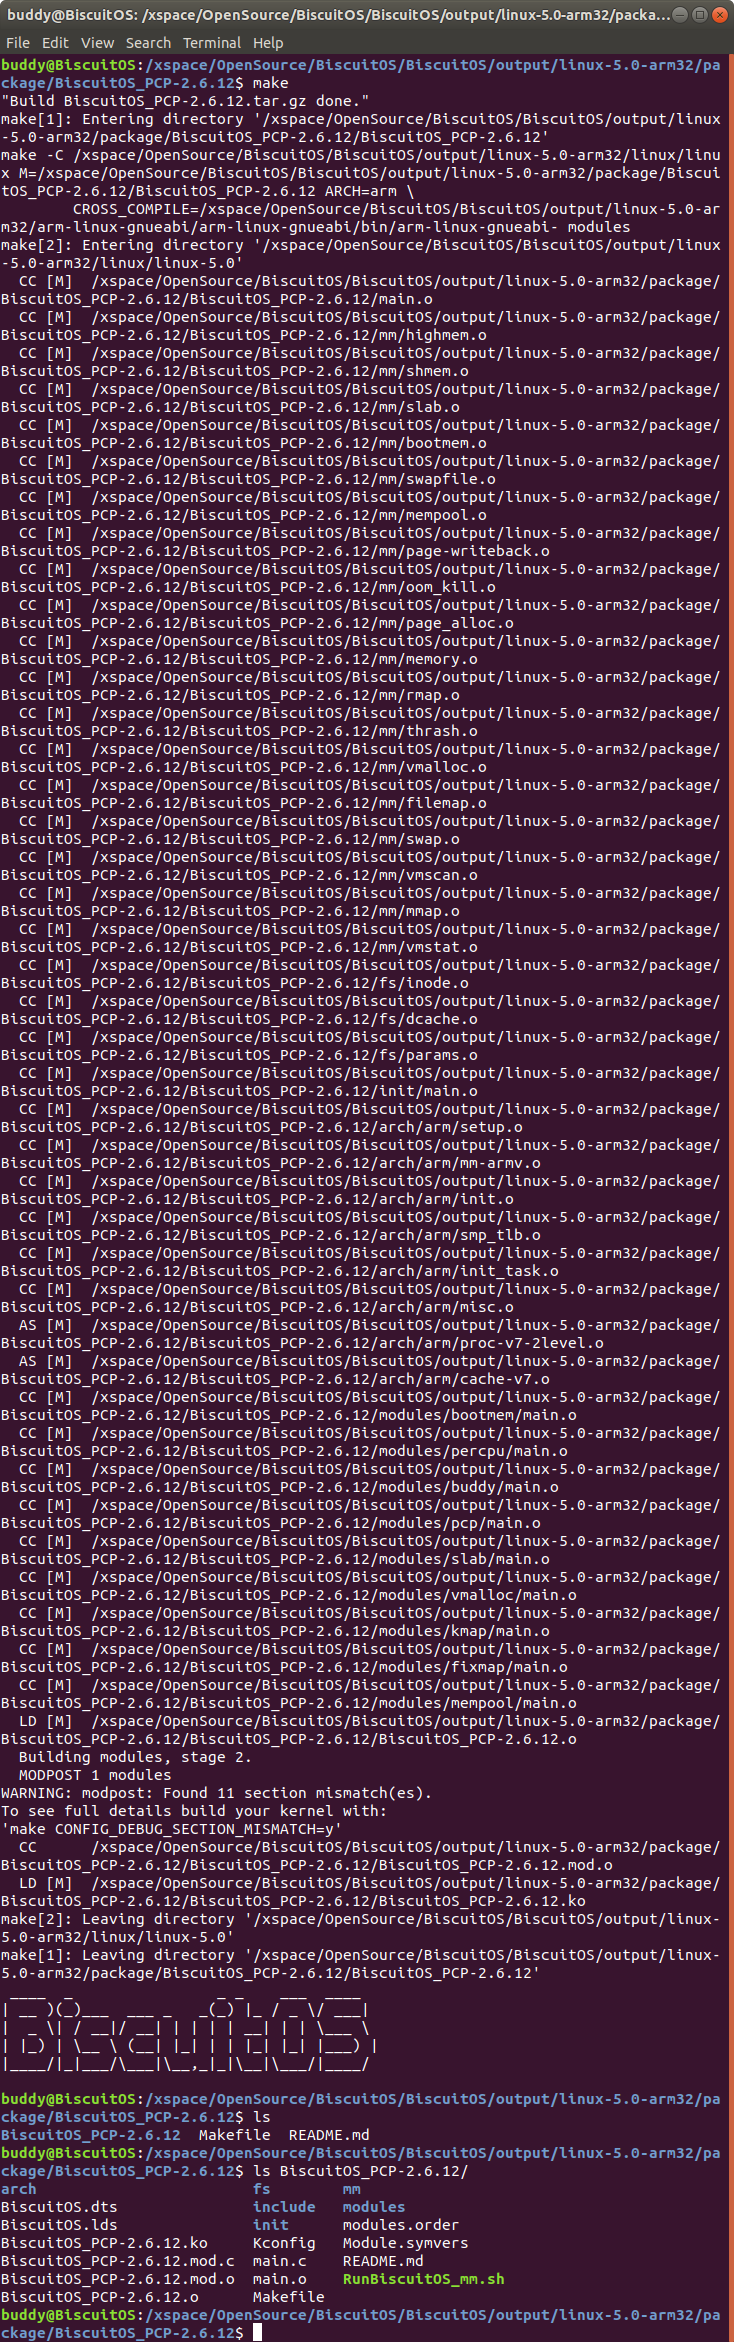 buddy@BiscuitOS: /xspace/OpenSource/BiscuitOS/BiscuitOS/output/linux-5.0-arm32/packa...
File Edit View Search Terminal Help
buddy@BiscuitOS:/xspace/OpenSource/BiscuitOS/BiscuitOS/output/linux-5.0-arm32/pa
ckage/BiscuitOS_PCP-2.6.12$ make
"Build BiscuitOS_PCP-2.6.12.tar.gz done."
make[1]: Entering directory '/xspace/OpenSource/BiscuitOS/BiscuitOS/output/linux
-5.0-arm32/package/BiscuitOS_PCP-2.6.12/BiscuitOS_PCP-2.6.12'
make -C /xspace/OpenSource/BiscuitOS/BiscuitOS/output/linux-5.0-arm32/linux/linu
x M=/xspace/OpenSource/BiscuitOS/BiscuitOS/output/linux-5.0-arm32/package/Biscui
tOS_PCP-2.6.12/BiscuitOS_PCP-2.6.12 ARCH=arm \
        CROSS_COMPILE=/xspace/OpenSource/BiscuitOS/BiscuitOS/output/linux-5.0-ar
m32/arm-linux-gnueabi/arm-linux-gnueabi/bin/arm-linux-gnueabi- modules
make[2]: Entering directory '/xspace/OpenSource/BiscuitOS/BiscuitOS/output/linux
-5.0-arm32/linux/linux-5.0'
  CC [M]  /xspace/OpenSource/BiscuitOS/BiscuitOS/output/linux-5.0-arm32/package/
BiscuitOS_PCP-2.6.12/BiscuitOS_PCP-2.6.12/main.o
  CC [M]  /xspace/OpenSource/BiscuitOS/BiscuitOS/output/linux-5.0-arm32/package/
BiscuitOS_PCP-2.6.12/BiscuitOS_PCP-2.6.12/mm/highmem.o
  CC [M]  /xspace/OpenSource/BiscuitOS/BiscuitOS/output/linux-5.0-arm32/package/
BiscuitOS_PCP-2.6.12/BiscuitOS_PCP-2.6.12/mm/shmem.o
  CC [M]  /xspace/OpenSource/BiscuitOS/BiscuitOS/output/linux-5.0-arm32/package/
BiscuitOS_PCP-2.6.12/BiscuitOS_PCP-2.6.12/mm/slab.o
  CC [M]  /xspace/OpenSource/BiscuitOS/BiscuitOS/output/linux-5.0-arm32/package/
BiscuitOS_PCP-2.6.12/BiscuitOS_PCP-2.6.12/mm/bootmem.o
  CC [M]  /xspace/OpenSource/BiscuitOS/BiscuitOS/output/linux-5.0-arm32/package/
BiscuitOS_PCP-2.6.12/BiscuitOS_PCP-2.6.12/mm/swapfile.o
  CC [M]  /xspace/OpenSource/BiscuitOS/BiscuitOS/output/linux-5.0-arm32/package/
BiscuitOS_PCP-2.6.12/BiscuitOS_PCP-2.6.12/mm/mempool.o
  CC [M]  /xspace/OpenSource/BiscuitOS/BiscuitOS/output/linux-5.0-arm32/package/
BiscuitOS_PCP-2.6.12/BiscuitOS_PCP-2.6.12/mm/page-writeback.o
  CC [M]  /xspace/OpenSource/BiscuitOS/BiscuitOS/output/linux-5.0-arm32/package/
BiscuitOS_PCP-2.6.12/BiscuitOS_PCP-2.6.12/mm/oom_kill.o
  CC [M]  /xspace/OpenSource/BiscuitOS/BiscuitOS/output/linux-5.0-arm32/package/
BiscuitOS_PCP-2.6.12/BiscuitOS_PCP-2.6.12/mm/page_alloc.o
  CC [M]  /xspace/OpenSource/BiscuitOS/BiscuitOS/output/linux-5.0-arm32/package/
BiscuitOS_PCP-2.6.12/BiscuitOS_PCP-2.6.12/mm/memory.o
  CC [M]  /xspace/OpenSource/BiscuitOS/BiscuitOS/output/linux-5.0-arm32/package/
BiscuitOS_PCP-2.6.12/BiscuitOS_PCP-2.6.12/mm/rmap.o
  CC [M]  /xspace/OpenSource/BiscuitOS/BiscuitOS/output/linux-5.0-arm32/package/
BiscuitOS_PCP-2.6.12/BiscuitOS_PCP-2.6.12/mm/thrash.o
  CC [M]  /xspace/OpenSource/BiscuitOS/BiscuitOS/output/linux-5.0-arm32/package/
BiscuitOS_PCP-2.6.12/BiscuitOS_PCP-2.6.12/mm/vmalloc.o
  CC [M]  /xspace/OpenSource/BiscuitOS/BiscuitOS/output/linux-5.0-arm32/package/
BiscuitOS_PCP-2.6.12/BiscuitOS_PCP-2.6.12/mm/filemap.o
  CC [M]  /xspace/OpenSource/BiscuitOS/BiscuitOS/output/linux-5.0-arm32/package/
BiscuitOS_PCP-2.6.12/BiscuitOS_PCP-2.6.12/mm/swap.o
  CC [M]  /xspace/OpenSource/BiscuitOS/BiscuitOS/output/linux-5.0-arm32/package/
BiscuitOS_PCP-2.6.12/BiscuitOS_PCP-2.6.12/mm/vmscan.o
  CC [M]  /xspace/OpenSource/BiscuitOS/BiscuitOS/output/linux-5.0-arm32/package/
BiscuitOS_PCP-2.6.12/BiscuitOS_PCP-2.6.12/mm/mmap.o
  CC [M]  /xspace/OpenSource/BiscuitOS/BiscuitOS/output/linux-5.0-arm32/package/
BiscuitOS_PCP-2.6.12/BiscuitOS_PCP-2.6.12/mm/vmstat.o
  CC [M]  /xspace/OpenSource/BiscuitOS/BiscuitOS/output/linux-5.0-arm32/package/
BiscuitOS_PCP-2.6.12/BiscuitOS_PCP-2.6.12/fs/inode.o
  CC [M]  /xspace/OpenSource/BiscuitOS/BiscuitOS/output/linux-5.0-arm32/package/
BiscuitOS_PCP-2.6.12/BiscuitOS_PCP-2.6.12/fs/dcache.o
  CC [M]  /xspace/OpenSource/BiscuitOS/BiscuitOS/output/linux-5.0-arm32/package/
BiscuitOS_PCP-2.6.12/BiscuitOS_PCP-2.6.12/fs/params.o
  CC [M]  /xspace/OpenSource/BiscuitOS/BiscuitOS/output/linux-5.0-arm32/package/
BiscuitOS_PCP-2.6.12/BiscuitOS_PCP-2.6.12/init/main.o
  CC [M]  /xspace/OpenSource/BiscuitOS/BiscuitOS/output/linux-5.0-arm32/package/
BiscuitOS_PCP-2.6.12/BiscuitOS_PCP-2.6.12/arch/arm/setup.o
  CC [M]  /xspace/OpenSource/BiscuitOS/BiscuitOS/output/linux-5.0-arm32/package/
BiscuitOS_PCP-2.6.12/BiscuitOS_PCP-2.6.12/arch/arm/mm-armv.o
  CC [M]  /xspace/OpenSource/BiscuitOS/BiscuitOS/output/linux-5.0-arm32/package/
BiscuitOS_PCP-2.6.12/BiscuitOS_PCP-2.6.12/arch/arm/init.o
  CC [M]  /xspace/OpenSource/BiscuitOS/BiscuitOS/output/linux-5.0-arm32/package/
BiscuitOS_PCP-2.6.12/BiscuitOS_PCP-2.6.12/arch/arm/smp_tlb.o
  CC [M]  /xspace/OpenSource/BiscuitOS/BiscuitOS/output/linux-5.0-arm32/package/
BiscuitOS_PCP-2.6.12/BiscuitOS_PCP-2.6.12/arch/arm/init_task.o
  CC [M]  /xspace/OpenSource/BiscuitOS/BiscuitOS/output/linux-5.0-arm32/package/
BiscuitOS_PCP-2.6.12/BiscuitOS_PCP-2.6.12/arch/arm/misc.o
  AS [M]  /xspace/OpenSource/BiscuitOS/BiscuitOS/output/linux-5.0-arm32/package/
BiscuitOS_PCP-2.6.12/BiscuitOS_PCP-2.6.12/arch/arm/proc-v7-2level.o
  AS [M]  /xspace/OpenSource/BiscuitOS/BiscuitOS/output/linux-5.0-arm32/package/
BiscuitOS_PCP-2.6.12/BiscuitOS_PCP-2.6.12/arch/arm/cache-v7.o
  CC [M]  /xspace/OpenSource/BiscuitOS/BiscuitOS/output/linux-5.0-arm32/package/
BiscuitOS_PCP-2.6.12/BiscuitOS_PCP-2.6.12/modules/bootmem/main.o
  CC [M]  /xspace/OpenSource/BiscuitOS/BiscuitOS/output/linux-5.0-arm32/package/
BiscuitOS_PCP-2.6.12/BiscuitOS_PCP-2.6.12/modules/percpu/main.o
  CC [M]  /xspace/OpenSource/BiscuitOS/BiscuitOS/output/linux-5.0-arm32/package/
BiscuitOS_PCP-2.6.12/BiscuitOS_PCP-2.6.12/modules/buddy/main.o
  CC [M]  /xspace/OpenSource/BiscuitOS/BiscuitOS/output/linux-5.0-arm32/package/
BiscuitOS_PCP-2.6.12/BiscuitOS_PCP-2.6.12/modules/pcp/main.o
  CC [M]  /xspace/OpenSource/BiscuitOS/BiscuitOS/output/linux-5.0-arm32/package/
BiscuitOS_PCP-2.6.12/BiscuitOS_PCP-2.6.12/modules/slab/main.o
  CC [M]  /xspace/OpenSource/BiscuitOS/BiscuitOS/output/linux-5.0-arm32/package/
BiscuitOS_PCP-2.6.12/BiscuitOS_PCP-2.6.12/modules/vmalloc/main.o
  CC [M]  /xspace/OpenSource/BiscuitOS/BiscuitOS/output/linux-5.0-arm32/package/
BiscuitOS_PCP-2.6.12/BiscuitOS_PCP-2.6.12/modules/kmap/main.o
  CC [M]  /xspace/OpenSource/BiscuitOS/BiscuitOS/output/linux-5.0-arm32/package/
BiscuitOS_PCP-2.6.12/BiscuitOS_PCP-2.6.12/modules/fixmap/main.o
  CC [M]  /xspace/OpenSource/BiscuitOS/BiscuitOS/output/linux-5.0-arm32/package/
BiscuitOS_PCP-2.6.12/BiscuitOS_PCP-2.6.12/modules/mempool/main.o
  LD [M]  /xspace/OpenSource/BiscuitOS/BiscuitOS/output/linux-5.0-arm32/package/
BiscuitOS_PCP-2.6.12/BiscuitOS_PCP-2.6.12/BiscuitOS_PCP-2.6.12.o
  Building modules, stage 2.
  MODPOST 1 modules
WARNING: modpost: Found 11 section mismatch(es).
To see full details build your kernel with:
'make CONFIG_DEBUG_SECTION_MISMATCH=y'
  CC      /xspace/OpenSource/BiscuitOS/BiscuitOS/output/linux-5.0-arm32/package/
BiscuitOS_PCP-2.6.12/BiscuitOS_PCP-2.6.12/BiscuitOS_PCP-2.6.12.mod.o
  LD [M]  /xspace/OpenSource/BiscuitOS/BiscuitOS/output/linux-5.0-arm32/package/
BiscuitOS_PCP-2.6.12/BiscuitOS_PCP-2.6.12/BiscuitOS_PCP-2.6.12.ko
make[2]: Leaving directory '/xspace/OpenSource/BiscuitOS/BiscuitOS/output/linux-
5.0-arm32/linux/linux-5.0'
make[1]: Leaving directory '/xspace/OpenSource/BiscuitOS/BiscuitOS/output/linux-
5.0-arm32/package/BiscuitOS_PCP-2.6.12/BiscuitOS_PCP-2.6.12'
 ____  _                _ _    ___  ____
| __ )(_)___  ___ _   _(_) |_ / _ \/ ___|
|  _ \| / __|/ __| | | | | __| | | \___ \
| |_) | \__ \ (__| |_| | | |_| |_| |___) |
|____/|_|___/\___|\__,_|_|\__|\___/|____/
buddy@BiscuitOS:/xspace/OpenSource/BiscuitOS/BiscuitOS/output/linux-5.0-arm32/pa
ckage/BiscuitOS_PCP-2.6.12$ ls
BiscuitOS_PCP-2.6.12  Makefile  README.md
buddy@BiscuitOS:/xspace/OpenSource/BiscuitOS/BiscuitOS/output/linux-5.0-arm32/pa
ckage/BiscuitOS_PCP-2.6.12$ ls BiscuitOS_PCP-2.6.12/
arch                        fs        mm
BiscuitOS.dts               include   modules
BiscuitOS.lds               init      modules.order
BiscuitOS_PCP-2.6.12.ko     Kconfig   Module.symvers
BiscuitOS_PCP-2.6.12.mod.c  main.c    README.md
BiscuitOS_PCP-2.6.12.mod.o  main.o    RunBiscuitOS_mm.sh
BiscuitOS_PCP-2.6.12.o      Makefile
buddy@BiscuitOS:/xspace/OpenSource/BiscuitOS/BiscuitOS/output/linux-5.0-arm32/pa
ckage/BiscuitOS_PCP-2.6.12$